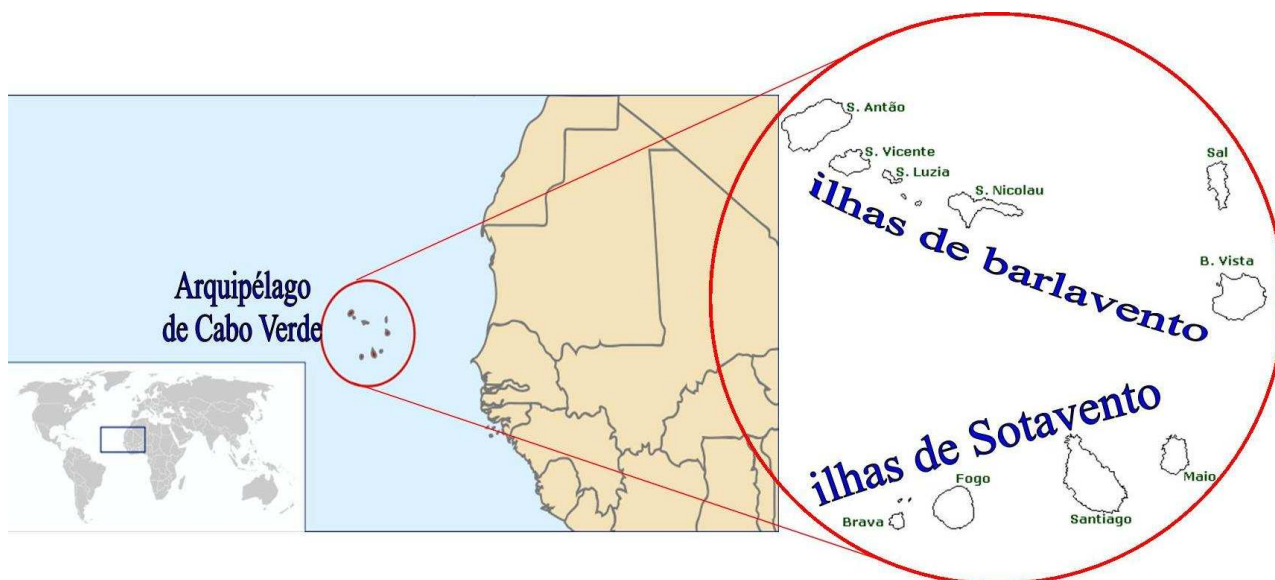 Arquipélago
de Cabo Verde
S. Antão
S. Vicente
S. Luzia
S. Nicolau
Sal
B. Vista
ilhas de barlavento
ilhas de Sotavento
Maio
Santiago
Fogo
Brava